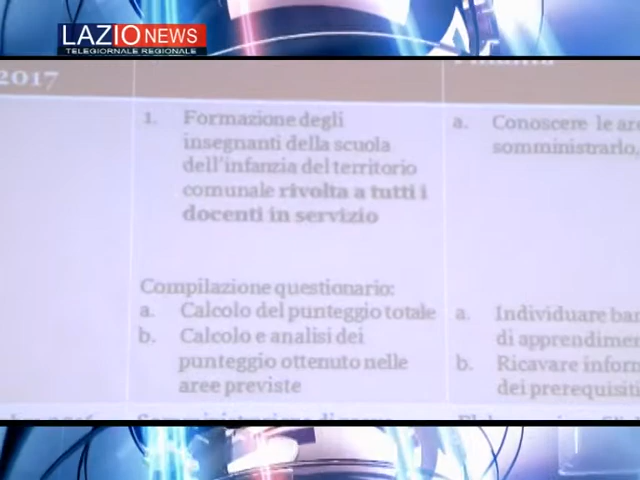 LAZIONEWS
TELEGIORNALE REGIONALE
2017
1. Formazione degli
insegnanti della scuola
dell'infanzia del territorio
comunale rivolta a tutti i
docenti in servizio
Compilazione questionario:
a. Calcolo del punteggio totale
b. Calcolo e analisi dei
punteggio ottenuto nelle
aree previste
a. Conoscere le are
somministrarlo.
a. Individuare bar
di apprendimen
b. Ricavare inform
dei prerequisiti